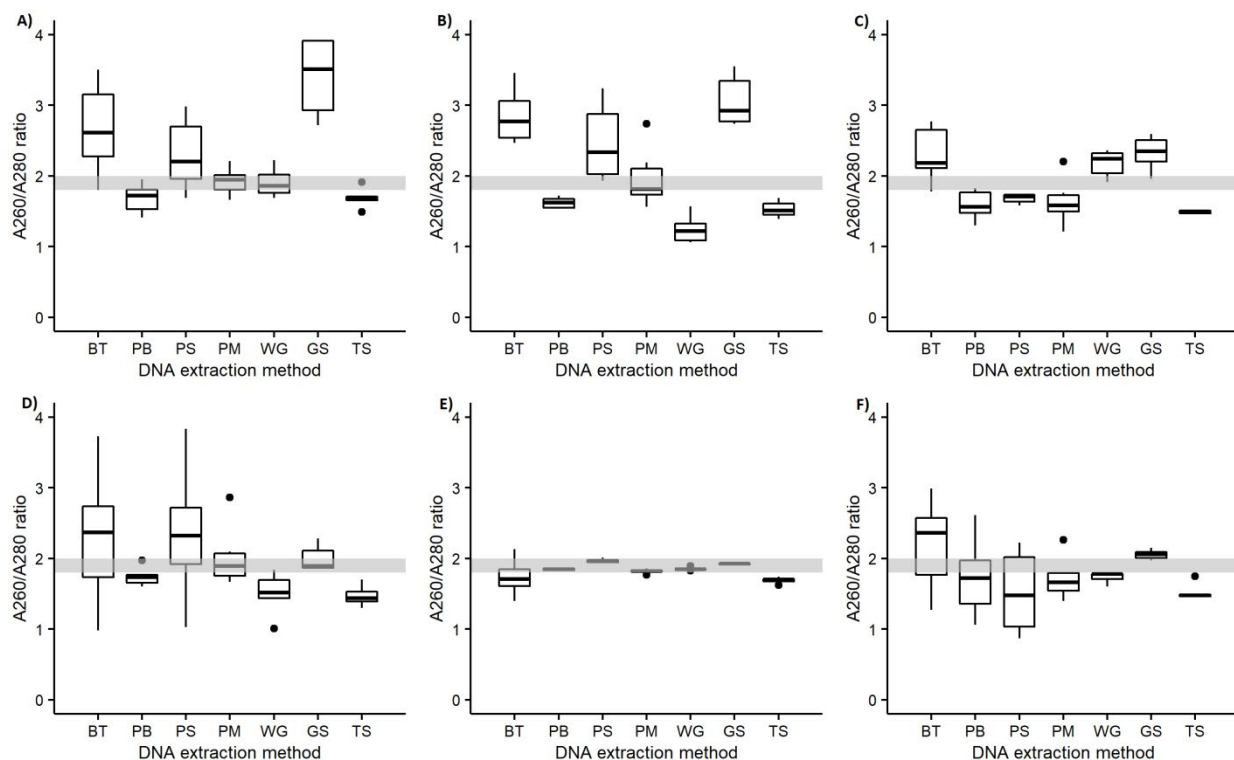 A)
4
3
2
1
0
A260/A280 ratio
BT PB PS PM WG GS TS
DNA extraction method
B)
4
3
2
1
0
A260/A280 ratio
BT PB PS PM WG GS TS
DNA extraction method
C)
4
3
2
1
0
A260/A280 ratio
BT PB PS PM WG GS TS
DNA extraction method
D)
4
3
2
1
0
A260/A280 ratio
BT PB PS PM WG GS TS
DNA extraction method
E)
4
3
2
1
0
A260/A280 ratio
BT PB PS PM WG GS TS
DNA extraction method
F)
4
3
2
1
0
A260/A280 ratio
BT PB PS PM WG GS TS
DNA extraction method